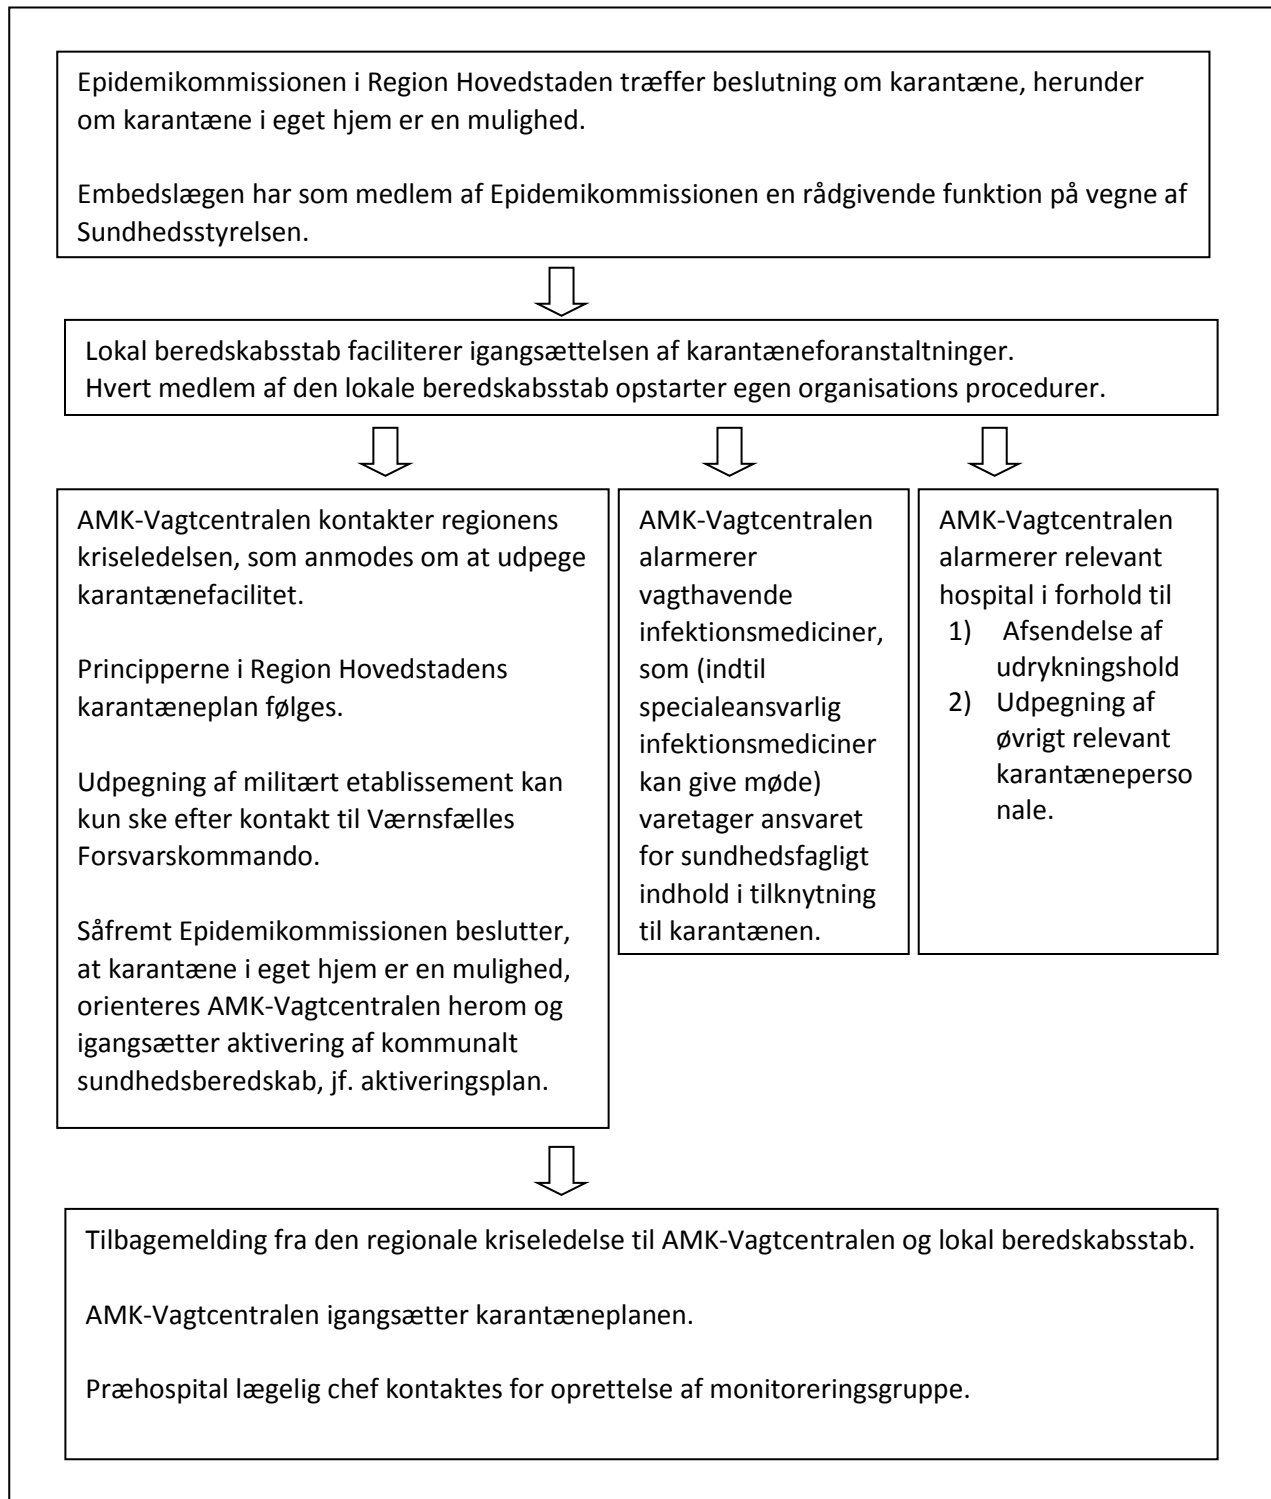 Epidemikommissionen i Region Hovedstaden træffer beslutning om karantæne, herunder
om karantæne i eget hjem er en mulighed.
Embedslægen har som medlem af Epidemikommissionen en rådgivende funktion på vegne af
Sundhedsstyrelsen.
Lokal beredskabsstab faciliterer igangsættelsen af karantæneforanstaltninger.
Hvert medlem af den lokale beredskabsstab opstarter egen organisations procedurer.
AMK-Vagtcentralen kontakter regionens
kriseledelsen, som anmodes om at udpege
karantænefacilitet.
Principperne i Region Hovedstadens
karantæneplan følges.
Udpegning af militært etablissement kan
kun ske efter kontakt til Værnsfælles
Forsvarskommando.
Såfremt Epidemikommissionen beslutter,
at karantæne i eget hjem er en mulighed,
orienteres AMK-Vagtcentralen herom og
igangsætter aktivering af kommunalt
sundhedsberedskab, jf. aktiveringsplan.
AMK-Vagtcentralen
alarmerer
vagthavende
infektionsmediciner,
som (indtil
specialeansvarlig
infektionsmediciner
kan give møde)
varetager ansvaret
for sundhedsfagligt
indhold i tilknytning
til karantænen.
AMK-Vagtcentralen
alarmerer relevant
hospital i forhold til
1) Afsendelse af
udrykningshold
2) Udpegning af
øvrigt relevant
karantæneperso
nale.
Tilbagemelding fra den regionale kriseledelse til AMK-Vagtcentralen og lokal beredskabsstab.
AMK-Vagtcentralen igangsætter karantæneplanen.
Præhospital lægelig chef kontaktes for oprettelse af monitoreringsgruppe.